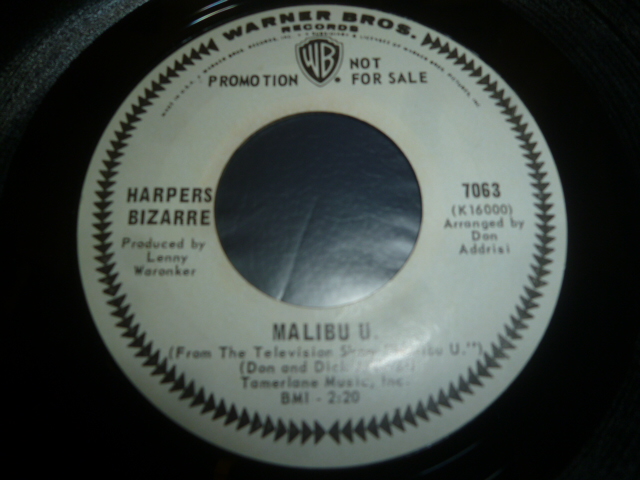 WARNER BROS.
RECORDS
WB
PROMOTION NOT
FOR SALE
HARPERS
BIZARRE
Produced by
Lenny
Waronker
7063
(K16000)
Arranged by
Don
Addrisi
MALIBU U.
(From The Television U.")
(Don and Dick
Tamerlane Music, Inc.
BMI - 2:20